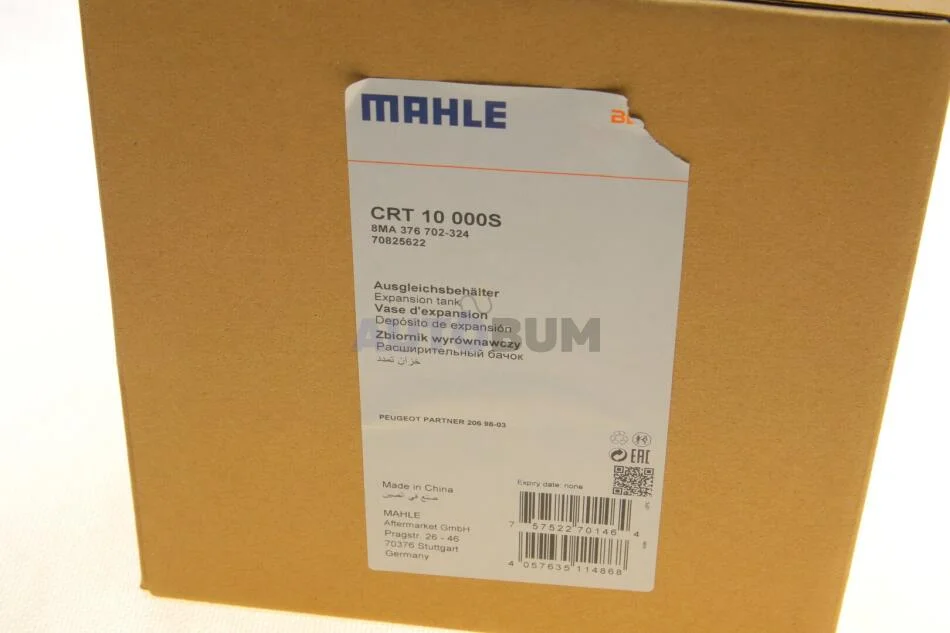 MAHLE
CRT 10 000S
8MA 376 702-324
70825622
Ausgleichsbehälter
Expansion tank
Vase d'expansion
Depósito de expansión
AUTOBUM
Zbiornik wyrównawczy
Расширительный бачок
خزان تمدد
PEUGEOT PARTNER 206 98-03
EAC
Made in China
صنع في الصين
Expiry date: none
MAHLE
Aftermarket GmbH
Pragstr. 26 - 46
70376 Stuttgart
Germany
7 57522 70146 4
4 057635 114868